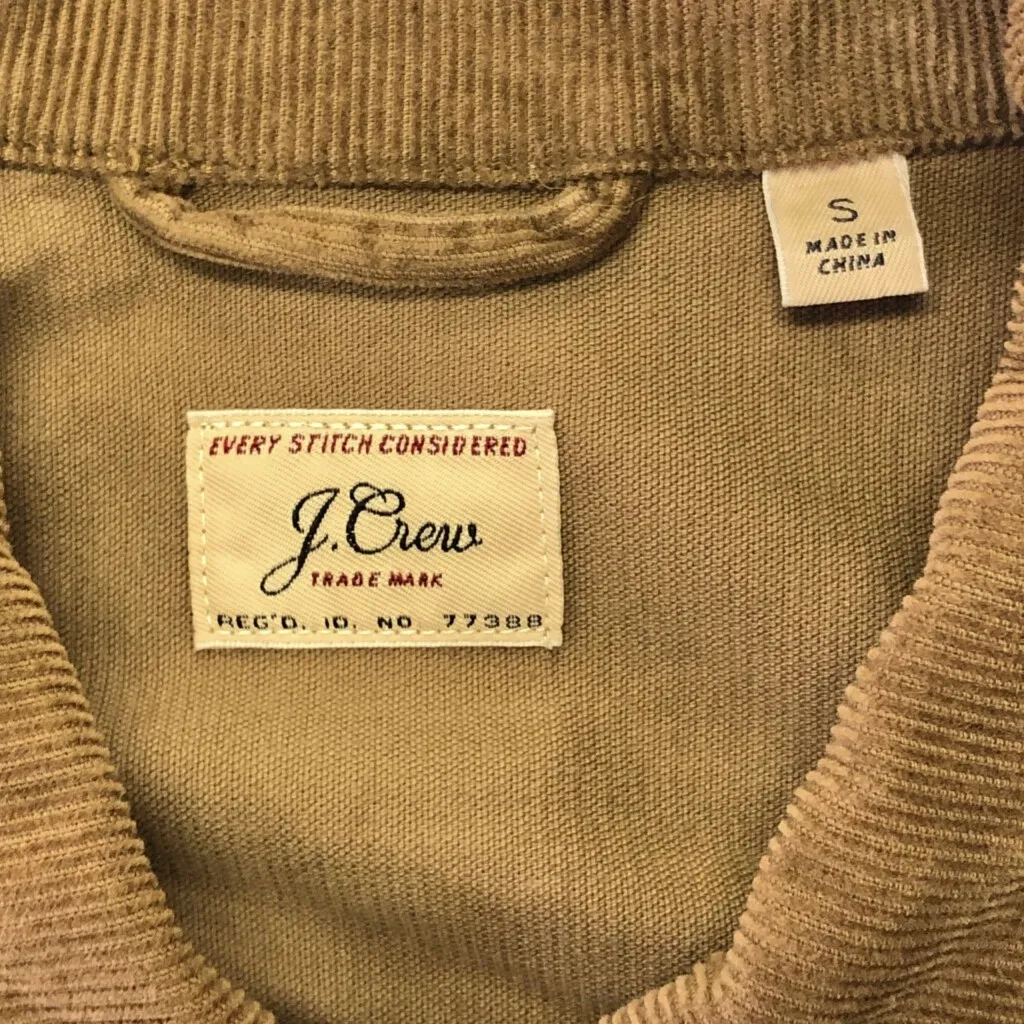 S
MADE IN
CHINA
EVERY STITCH CONSIDERED
J.Crew
TRADE MARK
REG'D. ID. NO 77388